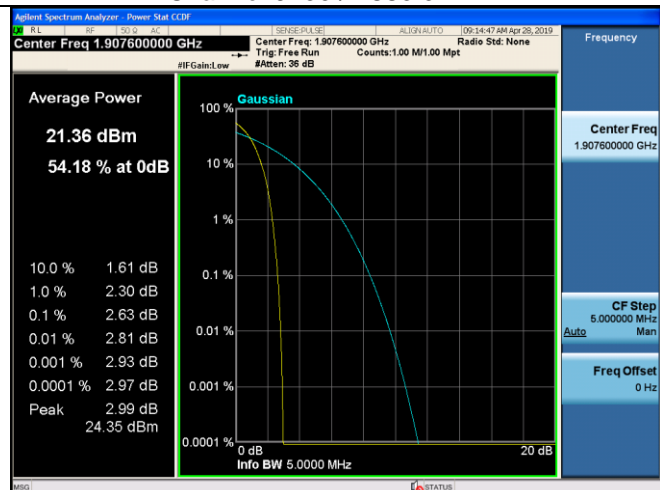 Agilent Spectrum Analyzer - Power Stat CCDF
RL RF 50 Ω AC SENSE:PULSE ALIGN AUTO 09:14:47 AM Apr 28, 2019
Center Freq 1.907600000 GHz
Center Freq: 1.907600000 GHz Radio Std: None
Trig: Free Run Counts:1.00 M/1.00 Mpt
#IFGain:Low #Atten: 36 dB
Frequency
Average Power
21.36 dBm
54.18 % at 0dB
10.0 % 1.61 dB
1.0 % 2.30 dB
0.1 % 2.63 dB
0.01 % 2.81 dB
0.001 % 2.93 dB
0.0001 % 2.97 dB
Peak 2.99 dB
24.35 dBm
Gaussian
100 %
10 %
1 %
0.1 %
0.01 %
0.001 %
0.0001 %
0 dB 20 dB
Info BW 5.0000 MHz
Center Freq
1.907600000 GHz
CF Step
5.000000 MHz
Auto Man
Freq Offset
0 Hz
MSG STATUS